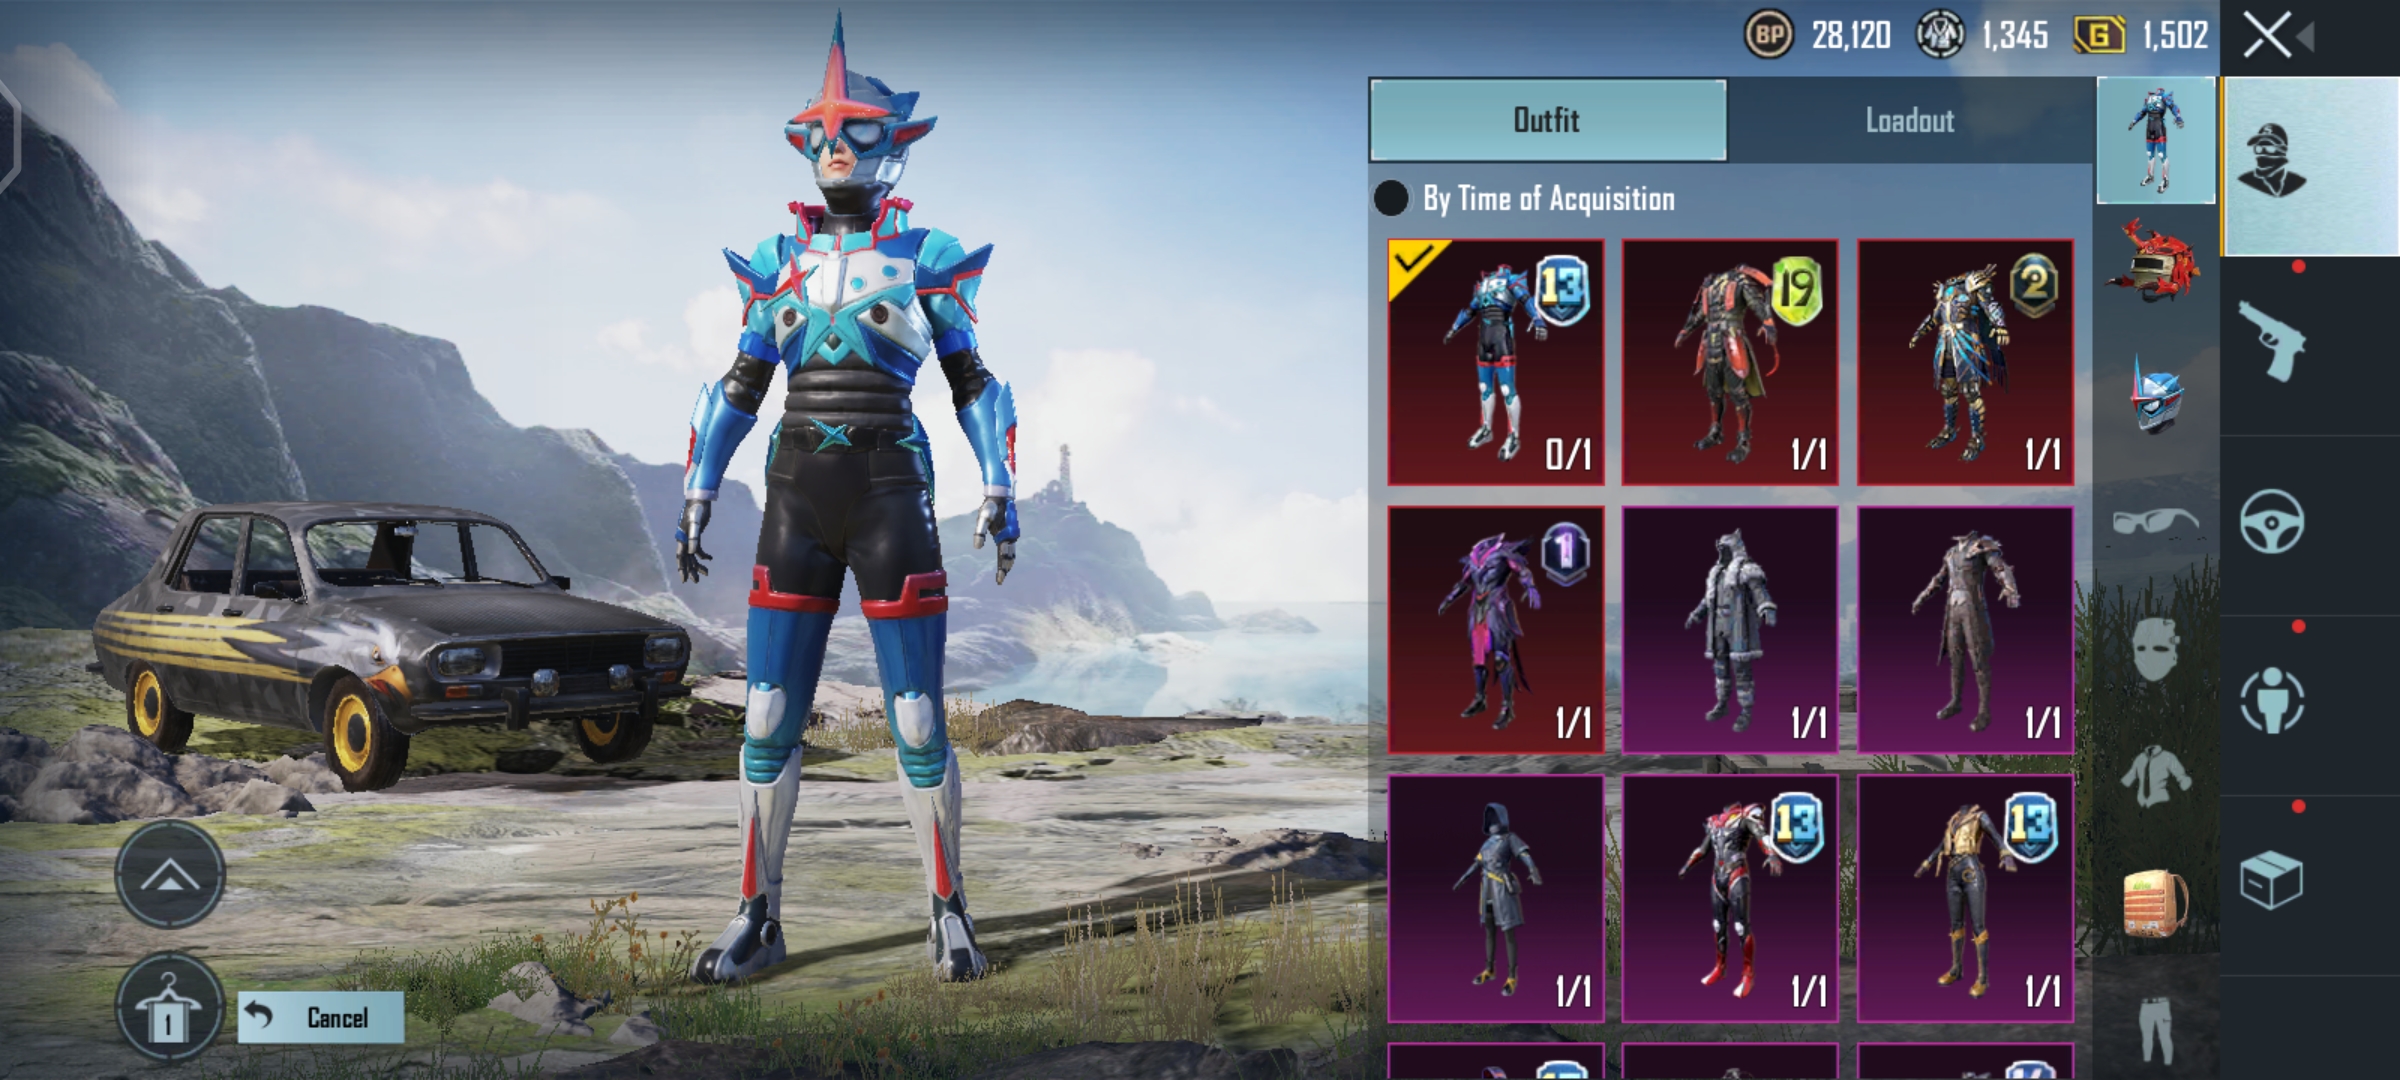 BP 28,120 1,345 G 1,502
Outfit Loadout
By Time of Acquisition
13 19 2
0/1 1/1 1/1
1
1/1 1/1 1/1
13 13
1/1 1/1 1/1
1 Cancel